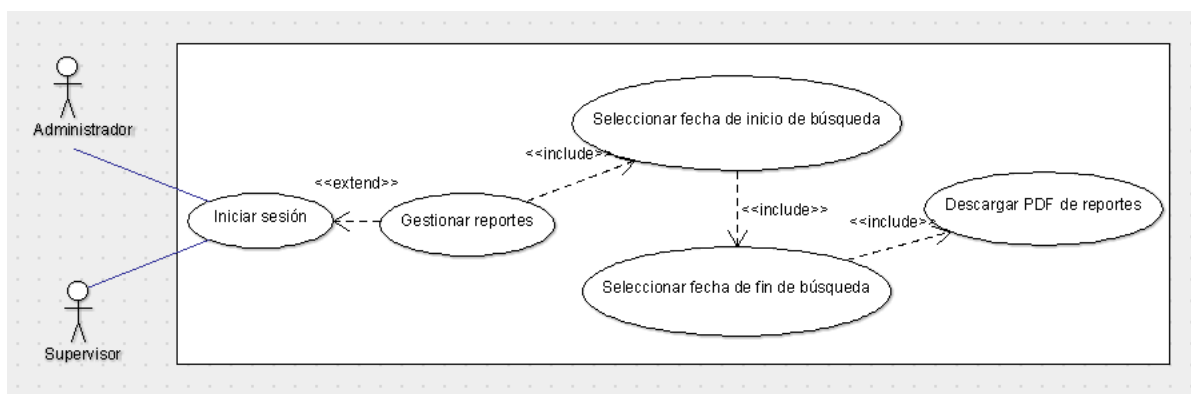 Administrador
Supervisor
Iniciar sesión
<<extend>>
Gestionar reportes
<<include>>
Seleccionar fecha de inicio de búsqueda
<<include>>
Seleccionar fecha de fin de búsqueda
<<include>>
Descargar PDF de reportes